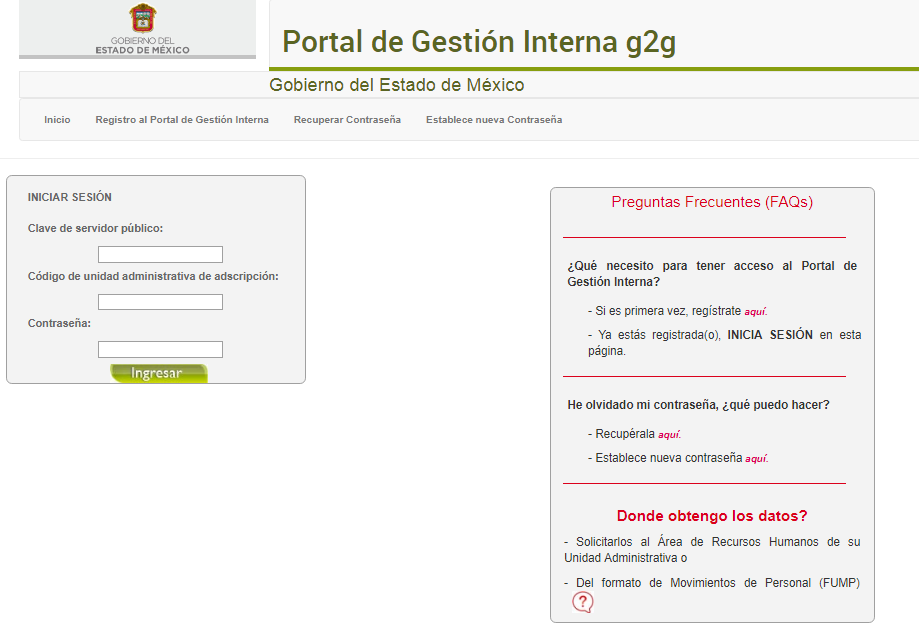 GOBIERNO DEL
ESTADO DE MÉXICO
Portal de Gestión Interna g2g
Gobierno del Estado de México
Inicio Registro al Portal de Gestión Interna Recuperar Contraseña Establece nueva Contraseña
INICIAR SESIÓN
Clave de servidor público:
Código de unidad administrativa de adscripción:
Contraseña:
Ingresar
Preguntas Frecuentes (FAQs)
¿Qué necesito para tener acceso al Portal de
Gestión Interna?
- Si es primera vez, regístrate aquí.
- Ya estás registrada(o), INICIA SESIÓN en esta
página.
He olvidado mi contraseña, ¿qué puedo hacer?
- Recupérala aquí.
- Establece nueva contraseña aquí.
Donde obtengo los datos?
- Solicitarlos al Área de Recursos Humanos de su
Unidad Administrativa o
- Del formato de Movimientos de Personal (FUMP)
?